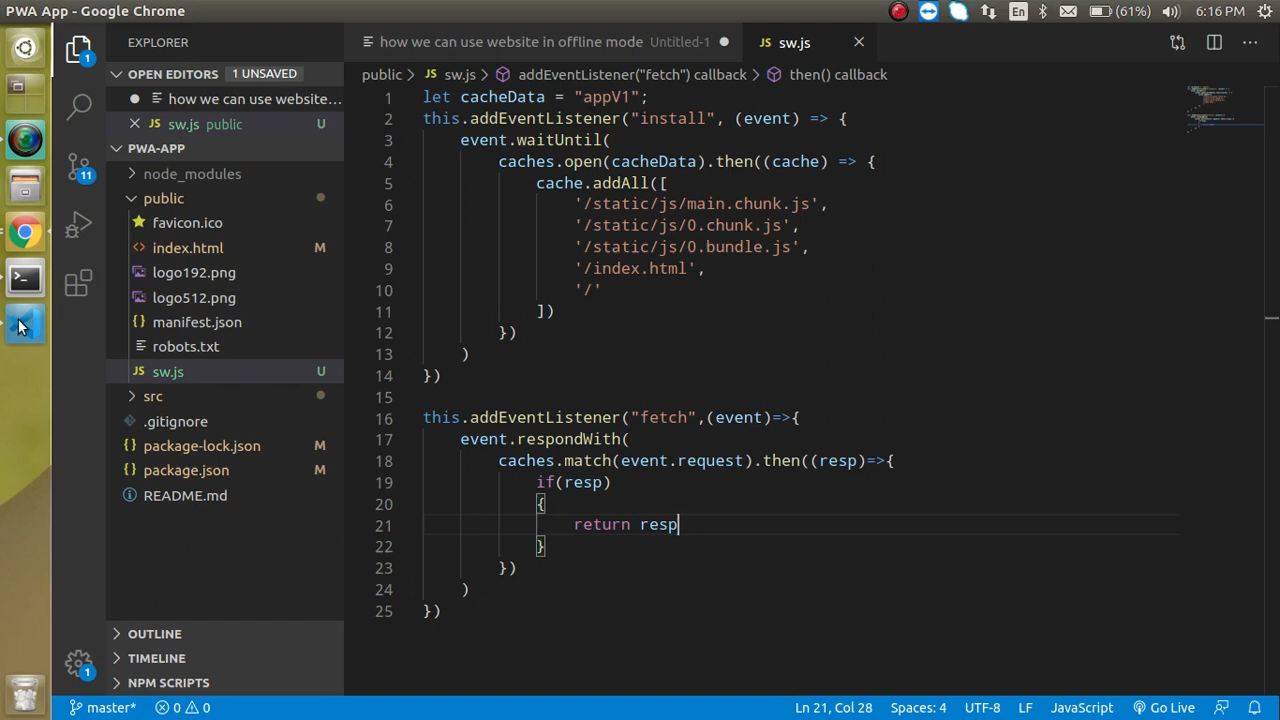 PWA App - Google Chrome
En
(61%)
6:16 PM
EXPLORER
how we can use website in offline mode Untitled-1
JS sw.js
OPEN EDITORS 1 UNSAVED
how we can use website...
JS sw.js public U
PWA-APP
node_modules
public
favicon.ico
index.html M
logo192.png
logo512.png
manifest.json
robots.txt
JS sw.js U
src
.gitignore
package-lock.json M
package.json M
README.md
OUTLINE
TIMELINE
NPM SCRIPTS
1
11
1
public > JS sw.js > addEventListener("fetch") callback > then() callback
1 let cacheData = "appV1";
2 this.addEventListener("install", (event) => {
3 event.waitUntil(
4 caches.open(cacheData).then((cache) => {
5 cache.addAll([
6 '/static/js/main.chunk.js',
7 '/static/js/0.chunk.js',
8 '/static/js/0.bundle.js',
9 '/index.html',
10 '/'
11 ])
12 })
13 )
14 })
15
16 this.addEventListener("fetch",(event)=>{
17 event.respondWith(
18 caches.match(event.request).then((resp)=>{
19 if(resp)
20 {
21 return resp
22 }
23 })
24 )
25 })
master* 0 0
Ln 21, Col 28 Spaces: 4 UTF-8 LF JavaScript Go Live